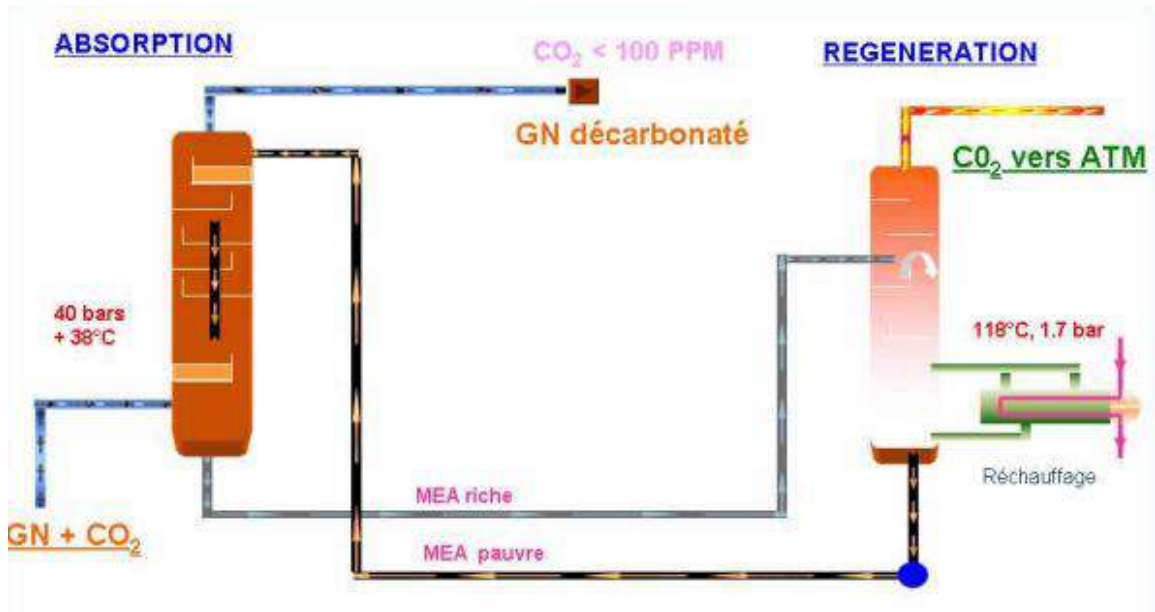 ABSORPTION
CO₂ < 100 PPM
REGENERATION
GN décarbonaté
C0₂ vers ATM
40 bars
+ 38°C
118°C, 1.7 bar
Réchauffage
MEA riche
GN + CO₂
MEA pauvre